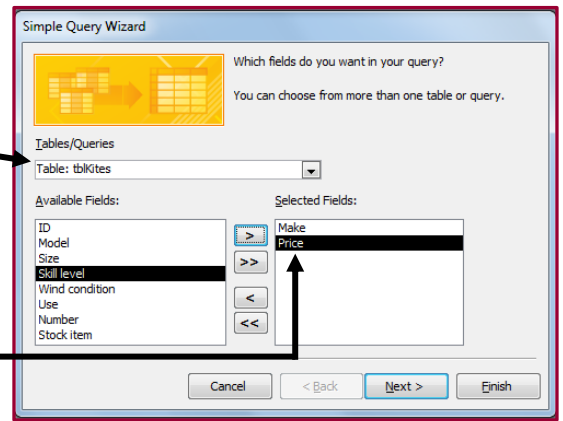 Simple Query Wizard
Which fields do you want in your query?
You can choose from more than one table or query.
Tables/Queries
Table: tblKites
Available Fields:
Selected Fields:
ID
Model
Size
Skill level
Wind condition
Use
Number
Stock item
>
>>
<
<<
Make
Price
Cancel
< Back
Next >
Finish